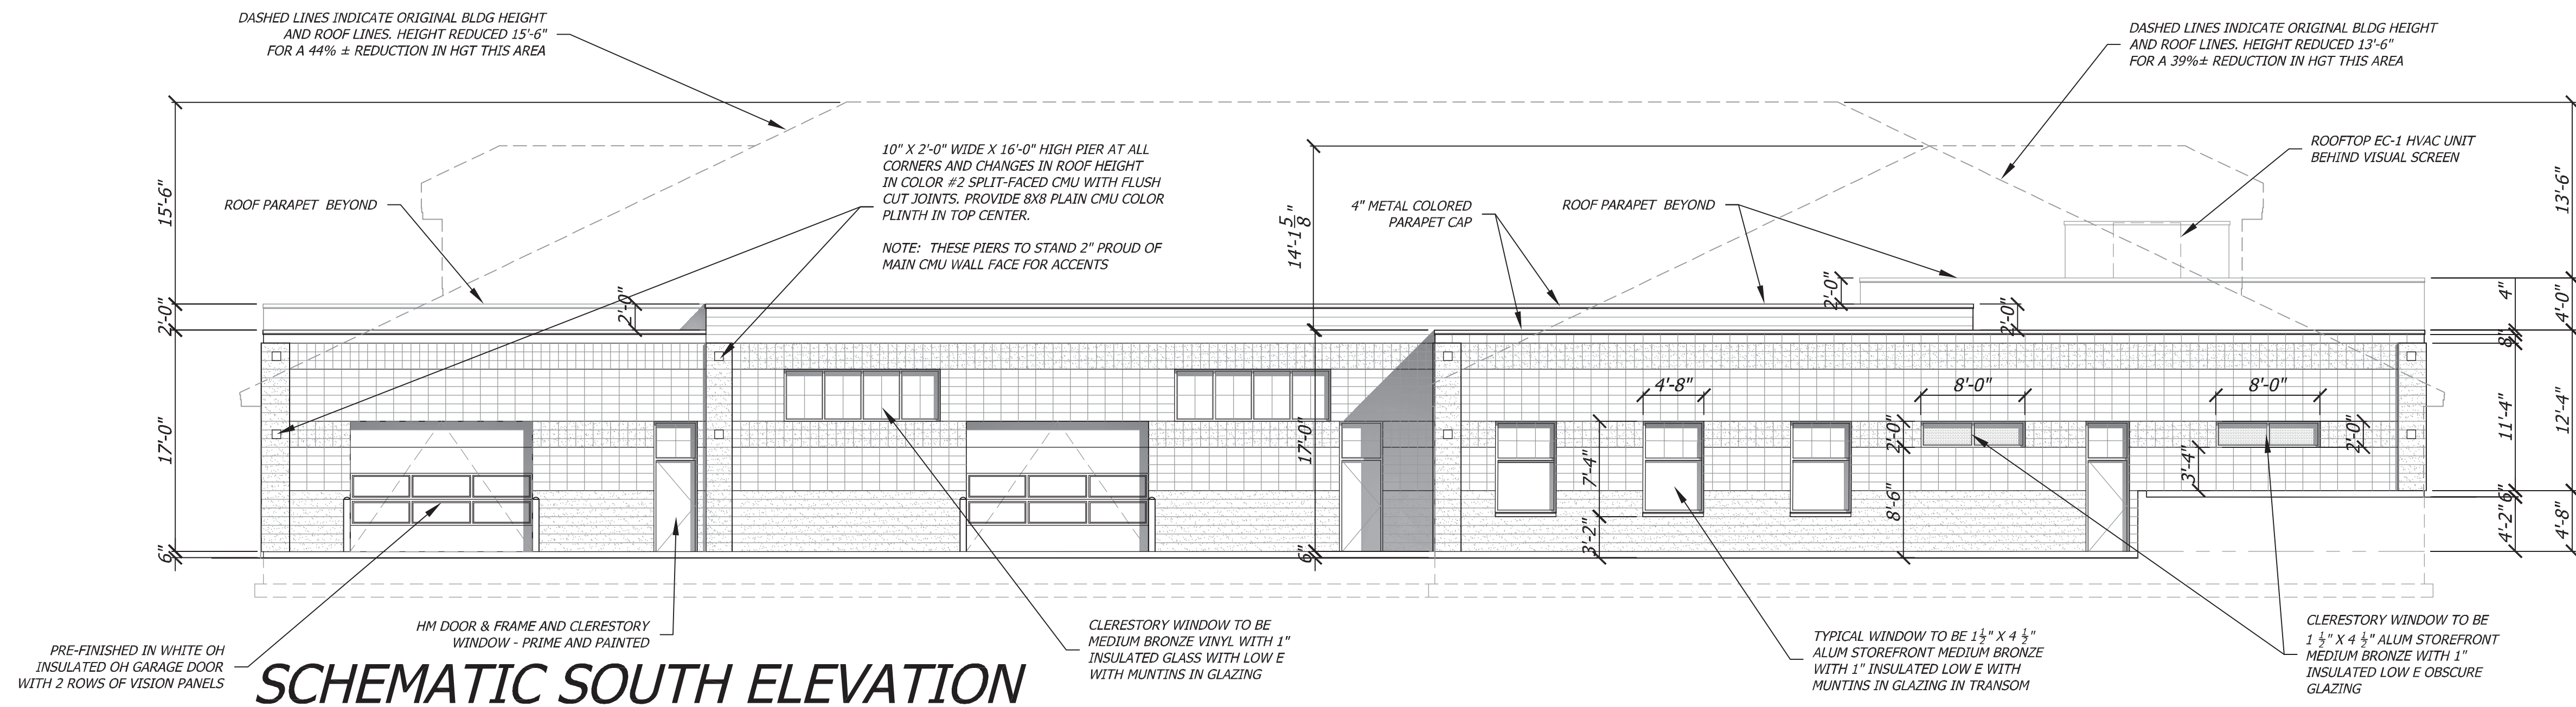 DASHED LINES INDICATE ORIGINAL BLDG HEIGHT
AND ROOF LINES. HEIGHT REDUCED 15'-6"
FOR A 44% ± REDUCTION IN HGT THIS AREA
DASHED LINES INDICATE ORIGINAL BLDG HEIGHT
AND ROOF LINES. HEIGHT REDUCED 13'-6"
FOR A 39%± REDUCTION IN HGT THIS AREA
ROOFTOP EC-1 HVAC UNIT
BEHIND VISUAL SCREEN
10" X 2'-0" WIDE X 16'-0" HIGH PIER AT ALL
CORNERS AND CHANGES IN ROOF HEIGHT
IN COLOR #2 SPLIT-FACED CMU WITH FLUSH
CUT JOINTS. PROVIDE 8X8 PLAIN CMU COLOR
PLINTH IN TOP CENTER.
NOTE: THESE PIERS TO STAND 2" PROUD OF
MAIN CMU WALL FACE FOR ACCENTS
ROOF PARAPET BEYOND
4" METAL COLORED
PARAPET CAP
ROOF PARAPET BEYOND
15'-6"
2'-0"
17'-0"
6"
2'-0"
14'-1 5/8"
17'-0"
6"
2'-0"
2'-0"
4'-8"
8'-0"
8'-0"
7'-4"
3'-2"
2'-0"
8'-6"
3'-4"
2'-0"
4"
8"
11'-4"
6"
4'-2"
13'-6"
4'-0"
12'-4"
4'-8"
PRE-FINISHED IN WHITE OH
INSULATED OH GARAGE DOOR
WITH 2 ROWS OF VISION PANELS
HM DOOR & FRAME AND CLERESTORY
WINDOW - PRIME AND PAINTED
CLERESTORY WINDOW TO BE
MEDIUM BRONZE VINYL WITH 1"
INSULATED GLASS WITH LOW E
WITH MUNTINS IN GLAZING
TYPICAL WINDOW TO BE 1½" X 4 ½"
ALUM STOREFRONT MEDIUM BRONZE
WITH 1" INSULATED LOW E WITH
MUNTINS IN GLAZING IN TRANSOM
CLERESTORY WINDOW TO BE
1 ½" X 4 ½" ALUM STOREFRONT
MEDIUM BRONZE WITH 1"
INSULATED LOW E OBSCURE
GLAZING
SCHEMATIC SOUTH ELEVATION